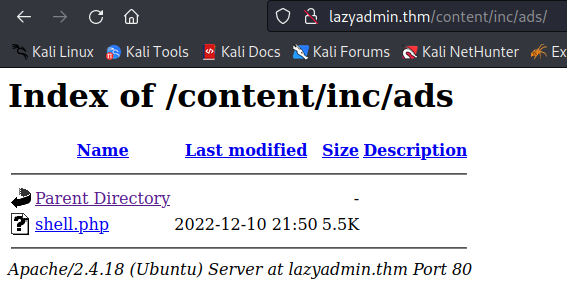 lazyadmin.thm/content/inc/ads/
Kali Linux Kali Tools Kali Docs Kali Forums Kali NetHunter Ex
Index of /content/inc/ads
Name Last modified Size Description
Parent Directory -
shell.php 2022-12-10 21:50 5.5K
Apache/2.4.18 (Ubuntu) Server at lazyadmin.thm Port 80